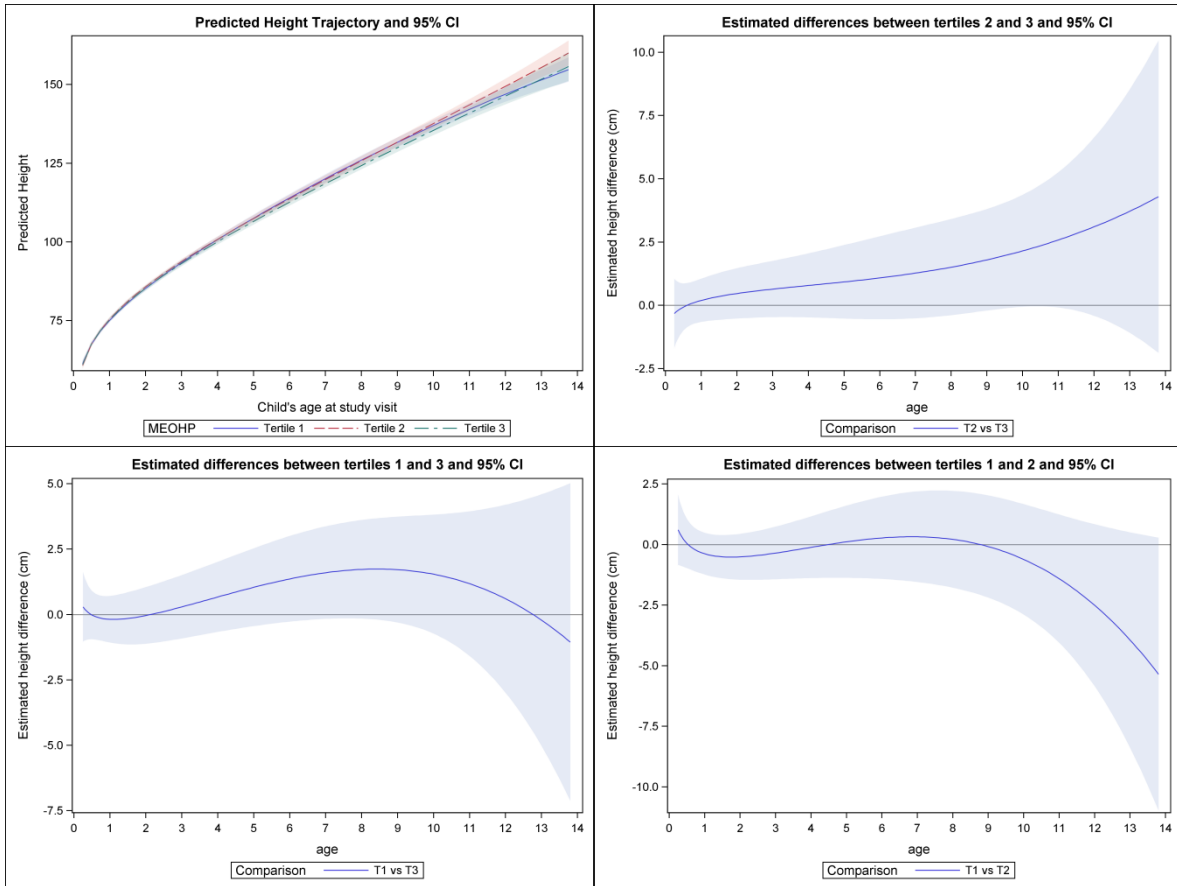 Predicted Height Trajectory and 95% CI
Predicted Height
150
125
100
75
0 1 2 3 4 5 6 7 8 9 10 11 12 13 14
Child's age at study visit
MEOHP Tertile 1 Tertile 2 Tertile 3
Estimated differences between tertiles 2 and 3 and 95% CI
Estimated height difference (cm)
10.0
7.5
5.0
2.5
0.0
-2.5
0 1 2 3 4 5 6 7 8 9 10 11 12 13 14
age
Comparison T2 vs T3
Estimated differences between tertiles 1 and 3 and 95% CI
Estimated height difference (cm)
5.0
2.5
0.0
-2.5
-5.0
-7.5
0 1 2 3 4 5 6 7 8 9 10 11 12 13 14
age
Comparison T1 vs T3
Estimated differences between tertiles 1 and 2 and 95% CI
Estimated height difference (cm)
2.5
0.0
-2.5
-5.0
-7.5
-10.0
0 1 2 3 4 5 6 7 8 9 10 11 12 13 14
age
Comparison T1 vs T2